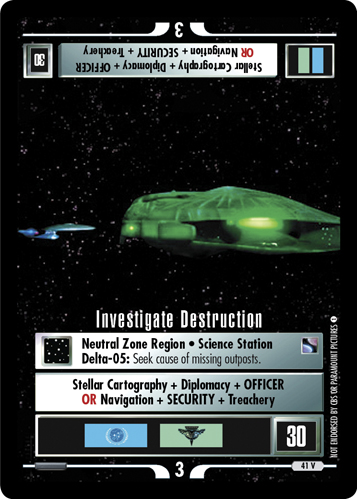 3
Stellar Cartography + Diplomacy + OFFICER
OR Navigation + SECURITY + Treachery
30
Investigate Destruction
Neutral Zone Region • Science Station
Delta-05: Seek cause of missing outposts.
Stellar Cartography + Diplomacy + OFFICER
OR Navigation + SECURITY + Treachery
30
3
41 V
NOT ENDORSED BY CBS OR PARAMOUNT PICTURES